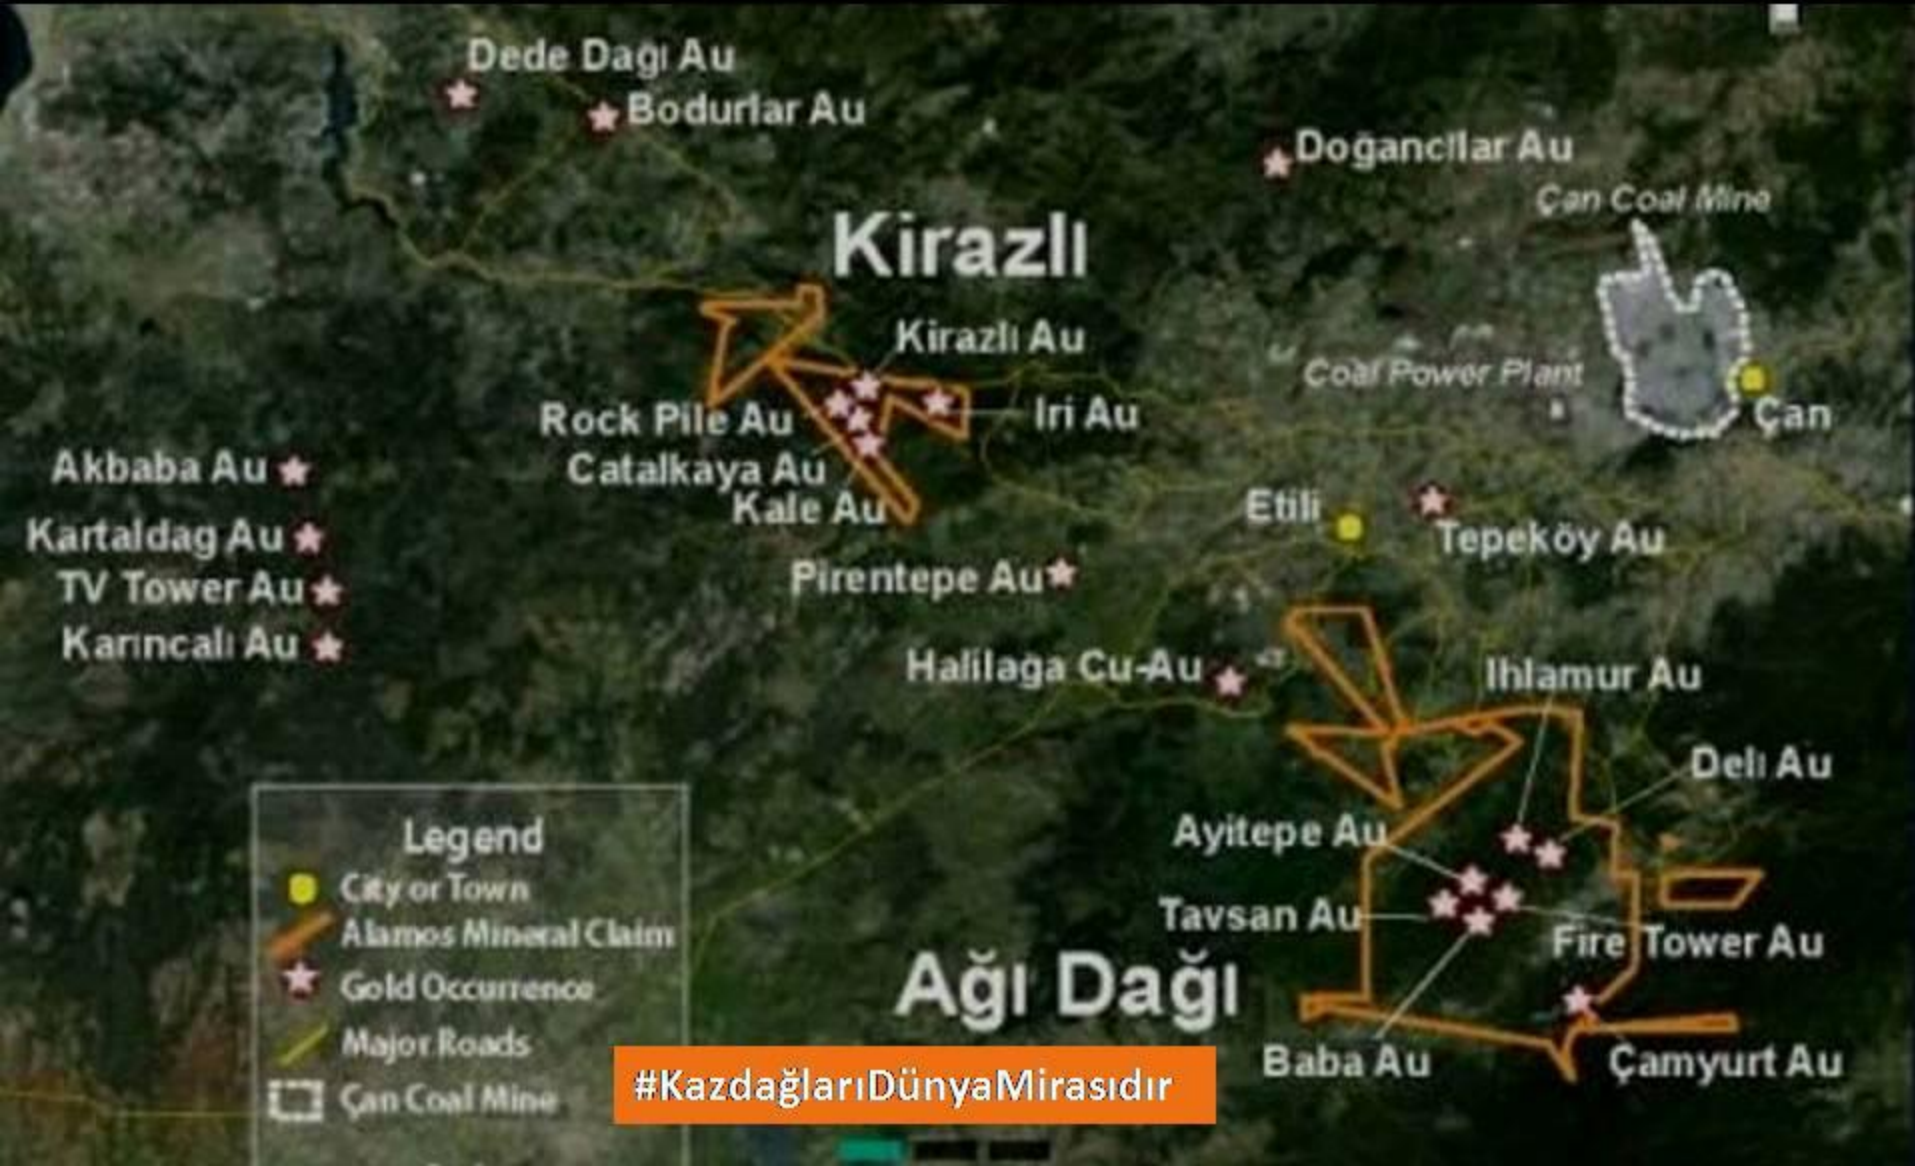 Dede Dağı Au
Bodurlar Au
Doğancılar Au
Çan Coal Mine
Kirazlı
Kirazlı Au
Coal Power Plant
Rock Pile Au
Iri Au
Çan
Catalkaya Au
Akbaba Au
Kale Au
Etili
Kartaldag Au
Tepeköy Au
TV Tower Au
Pirentepe Au
Karıncalı Au
Halilağa Cu-Au
Ihlamur Au
Deli Au
Ayitepe Au
Tavsan Au
Fire Tower Au
Ağı Dağı
Baba Au
Çamyurt Au
Legend
City or Town
Alamos Mineral Claim
Gold Occurrence
Major Roads
Çan Coal Mine
#KazdağlarıDünyaMirasıdır